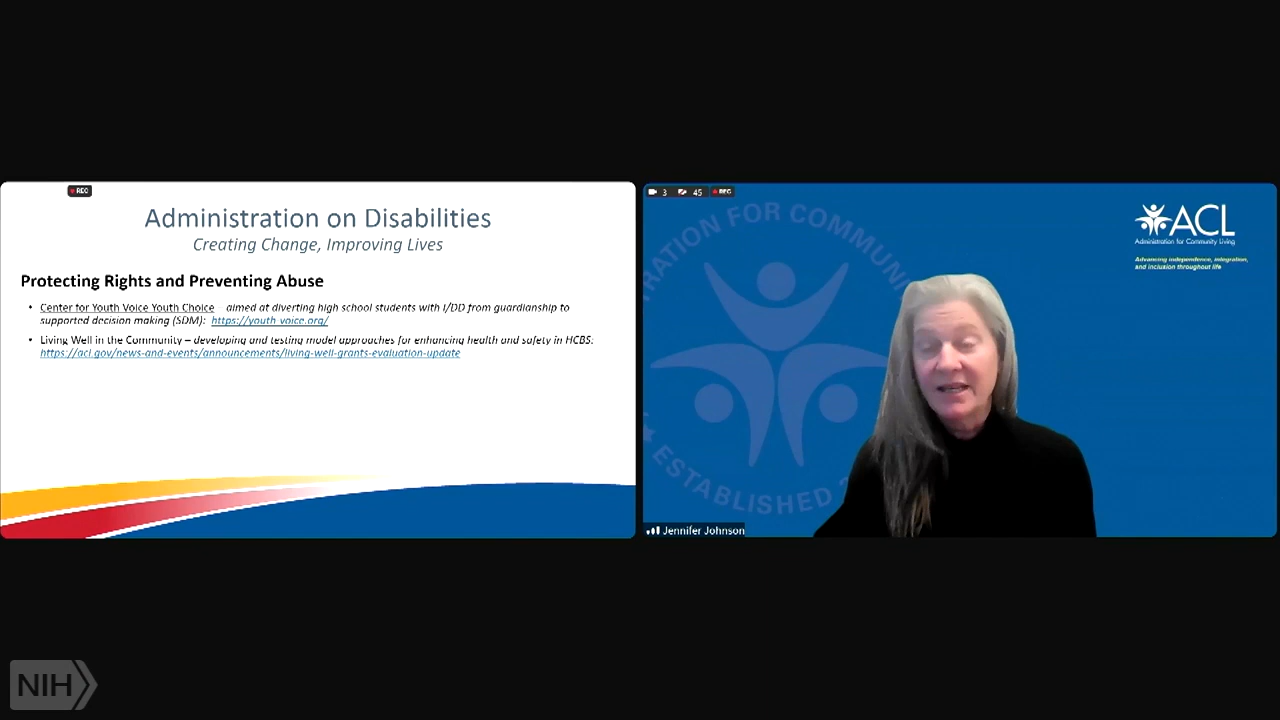 REC
Administration on Disabilities
Creating Change, Improving Lives
Protecting Rights and Preventing Abuse
• Center for Youth Voice Youth Choice aimed at diverting high school students with I/DD from guardianship to
supported decision making (SDM): https://youth-voice.org/
• Living Well in the Community – developing and testing model approaches for enhancing health and safety in HCBS:
https://acl.gov/news-and-events/announcements/living-well-grants-evaluation-update
3 45 REC
ACL
Administration for Community Living
Advancing independence, integration,
and inclusion throughout life
TRATION FOR COMMUN
ESTABLISHED 2
Jennifer Johnson
NIH